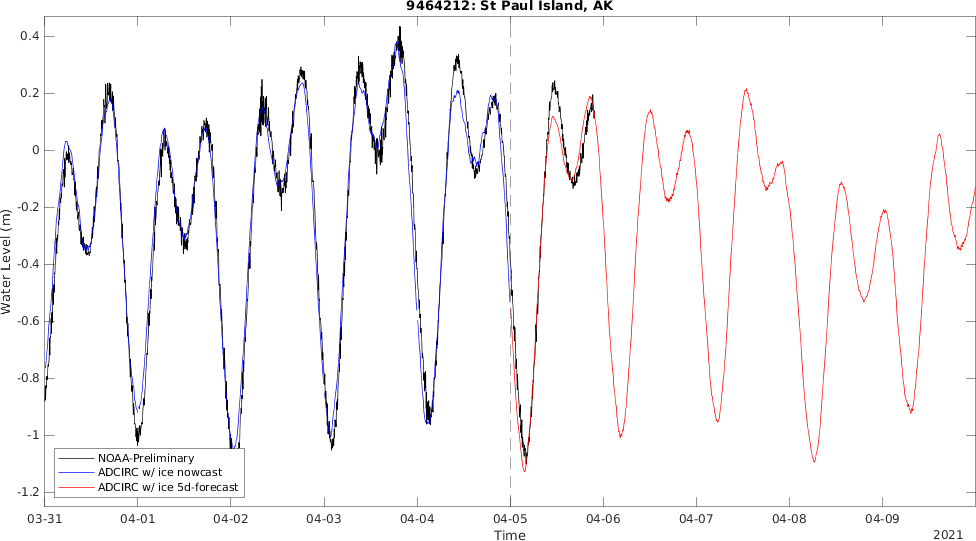 9464212: St Paul Island, AK
0.4
0.2
0
-0.2
-0.4
-0.6
-0.8
-1
-1.2
Water Level (m)
NOAA-Preliminary
ADCIRC w/ ice nowcast
ADCIRC w/ ice 5d-forecast
03-31 04-01 04-02 04-03 04-04 04-05 04-06 04-07 04-08 04-09
Time
2021